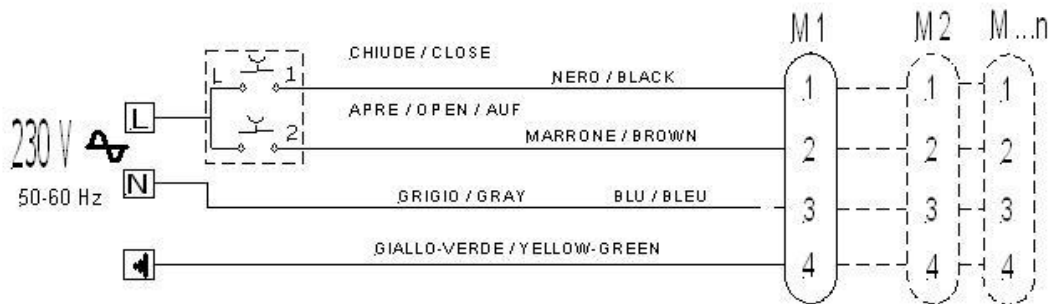 M 1 M 2 M ...n
CHIUDE / CLOSE
L 1
NERO / BLACK
1 1 1
APRE / OPEN / AUF
L
2
MARRONE / BROWN
2 2 2
230 V
50-60 Hz
N
GRIGIO / GRAY BLU / BLEU
3 3 3
GIALLO-VERDE / YELLOW-GREEN
4 4 4